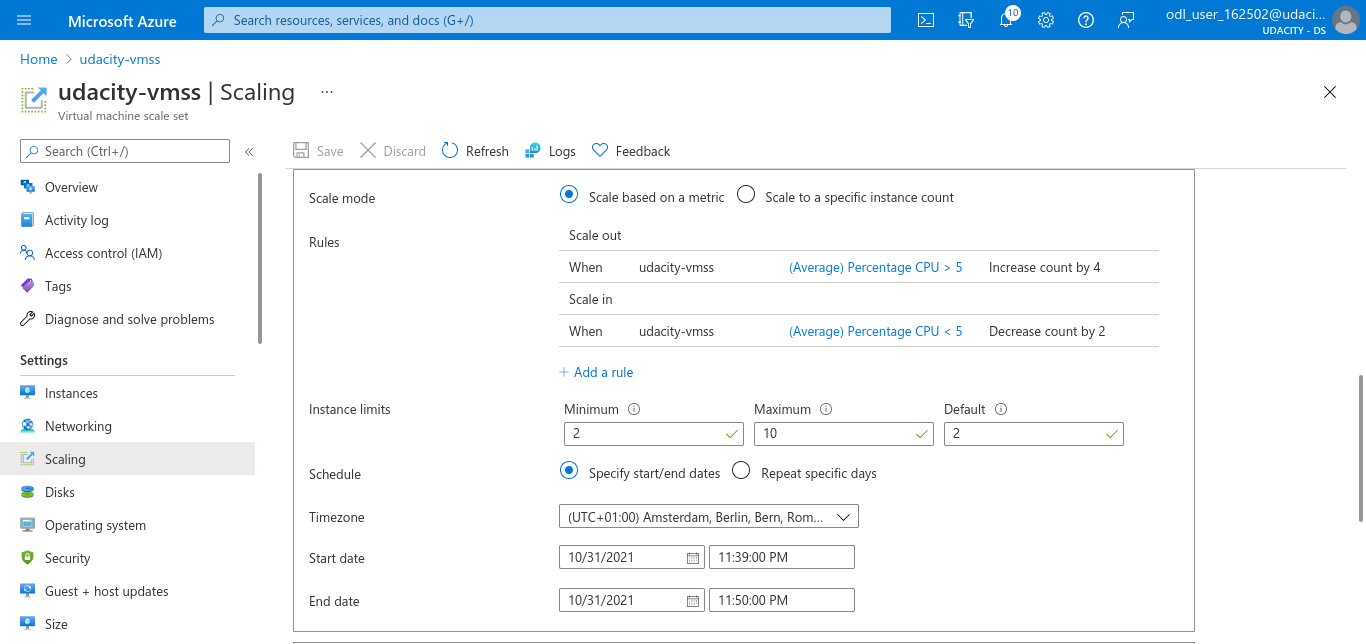 Microsoft Azure
Search resources, services, and docs (G+/)
10
odl_user_162502@udaci...
UDACITY - DS
Home > udacity-vmss
udacity-vmss | Scaling ...
Virtual machine scale set
Search (Ctrl+/)
«
Save
Discard
Refresh
Logs
Feedback
Overview
Activity log
Access control (IAM)
Tags
Diagnose and solve problems
Settings
Instances
Networking
Scaling
Disks
Operating system
Security
Guest + host updates
Size
Scale mode
Scale based on a metric
Scale to a specific instance count
Rules
Scale out
When udacity-vmss (Average) Percentage CPU > 5 Increase count by 4
Scale in
When udacity-vmss (Average) Percentage CPU < 5 Decrease count by 2
+ Add a rule
Instance limits
Minimum
Maximum
Default
2
10
2
Schedule
Specify start/end dates
Repeat specific days
Timezone
(UTC+01:00) Amsterdam, Berlin, Bern, Rom...
Start date
10/31/2021
11:39:00 PM
End date
10/31/2021
11:50:00 PM